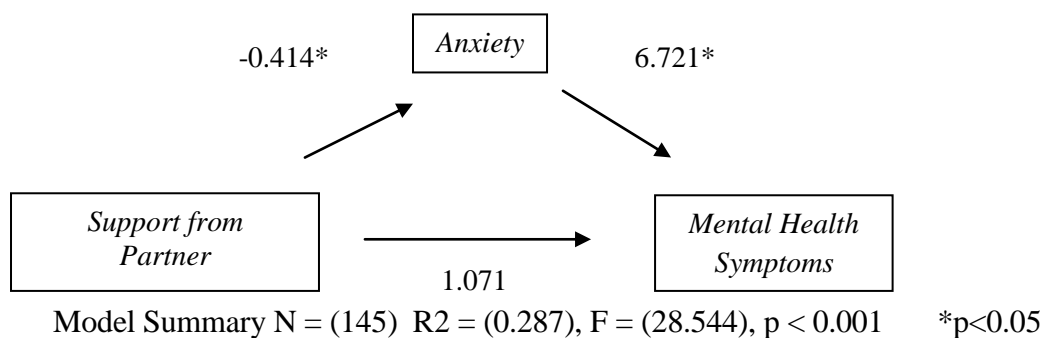 Anxiety
-0.414*
6.721*
Support from
Partner
Mental Health
Symptoms
1.071
Model Summary N = (145) R2 = (0.287), F = (28.544), p < 0.001 *p<0.05